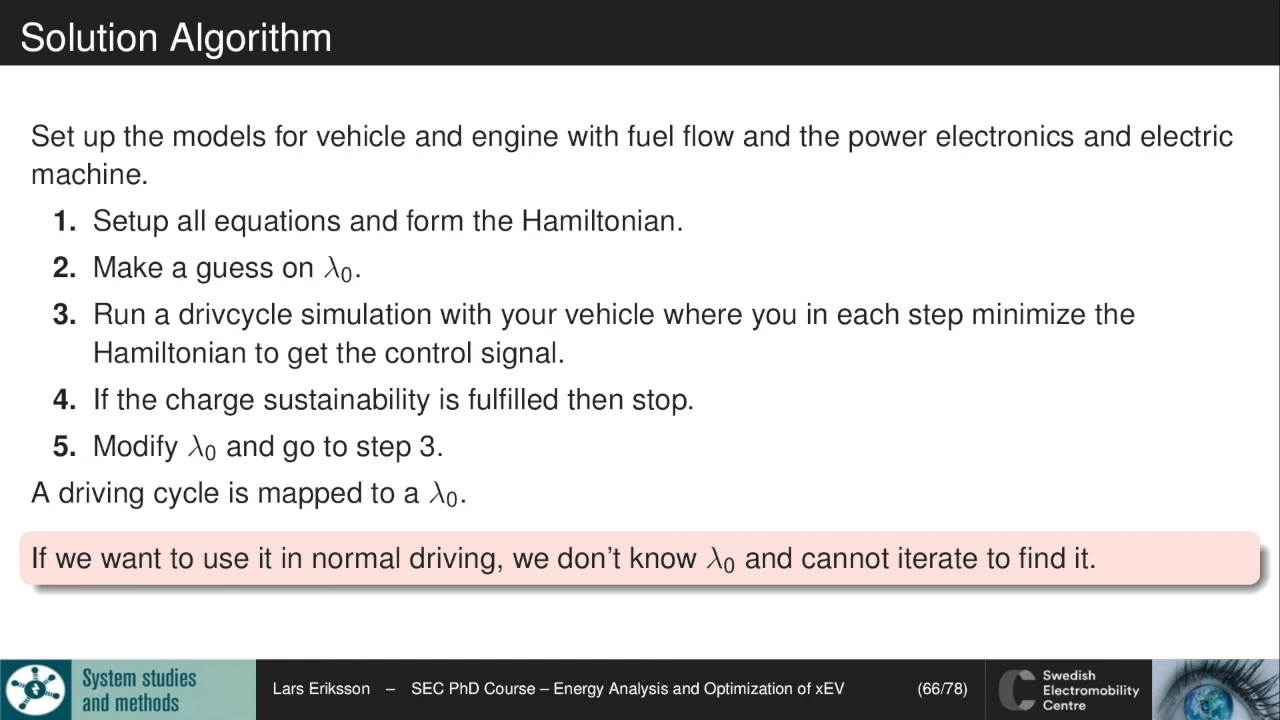 Solution Algorithm
Set up the models for vehicle and engine with fuel flow and the power electronics and electric
machine.
1. Setup all equations and form the Hamiltonian.
2. Make a guess on λ₀.
3. Run a drivcycle simulation with your vehicle where you in each step minimize the
Hamiltonian to get the control signal.
4. If the charge sustainability is fulfilled then stop.
5. Modify λ₀ and go to step 3.
A driving cycle is mapped to a λ₀.
If we want to use it in normal driving, we don't know λ₀ and cannot iterate to find it.
System studies
and methods
Lars Eriksson – SEC PhD Course – Energy Analysis and Optimization of xEV (66/78)
Swedish
Electromobility
Centre